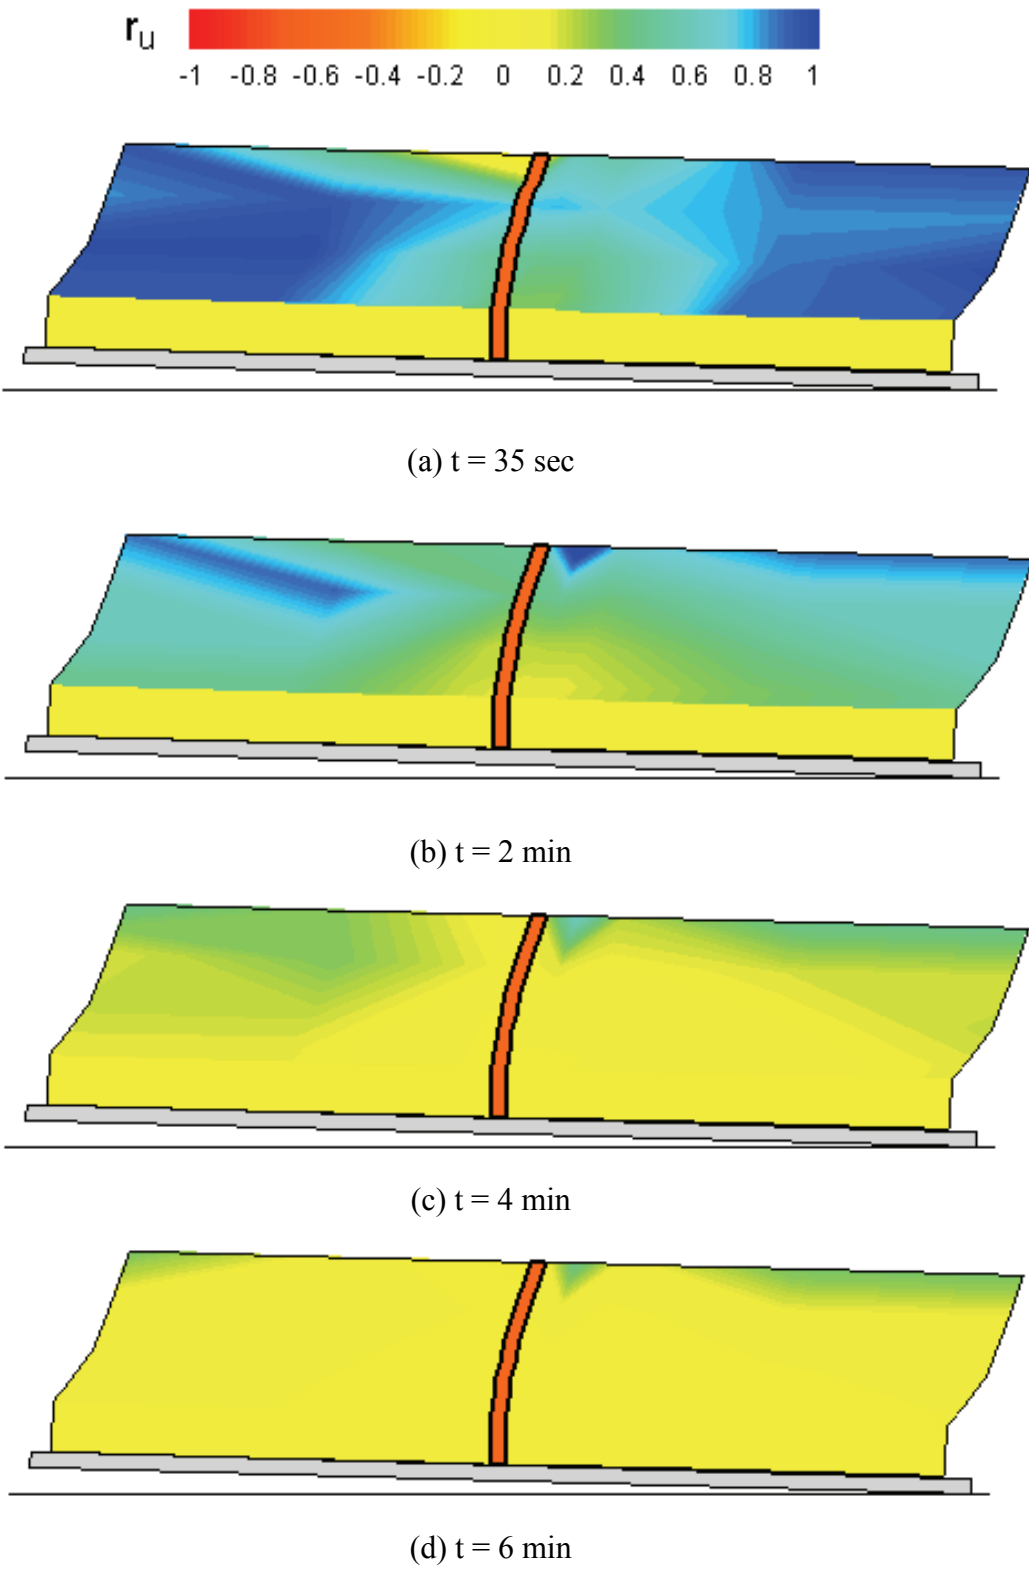 r_u
-1 -0.8 -0.6 -0.4 -0.2 0 0.2 0.4 0.6 0.8 1
(a) t = 35 sec
(b) t = 2 min
(c) t = 4 min
(d) t = 6 min